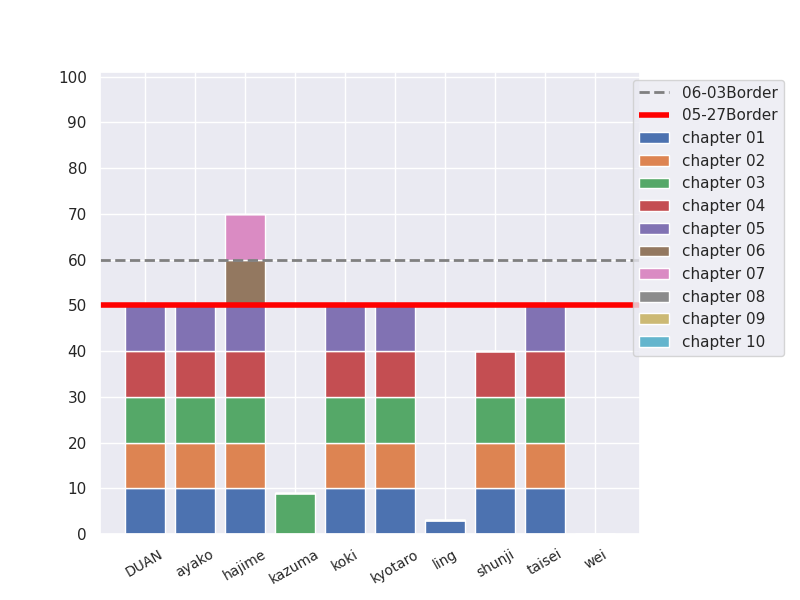 100
90
80
70
60
50
40
30
20
10
0
DUAN
ayako
hajime
kazuma
koki
kyotaro
ling
shunji
taisei
wei
06-03Border
05-27Border
chapter 01
chapter 02
chapter 03
chapter 04
chapter 05
chapter 06
chapter 07
chapter 08
chapter 09
chapter 10